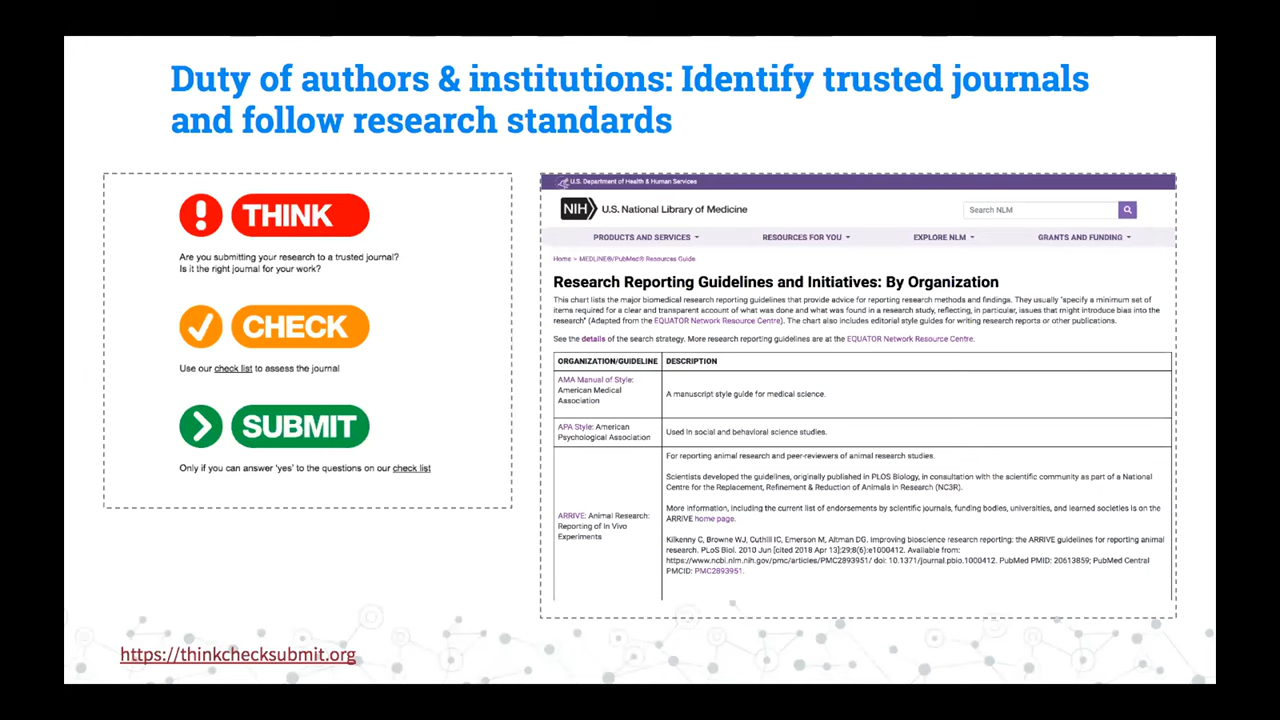 Duty of authors & institutions: Identify trusted journals
and follow research standards
THINK
Are you submitting your research to a trusted journal?
Is it the right journal for your work?
CHECK
Use our check list to assess the journal
SUBMIT
Only if you can answer 'yes' to the questions on our check list
https://thinkchecksubmit.org
U.S. Department of Health & Human Services
NIH U.S. National Library of Medicine
Search NLM
PRODUCTS AND SERVICES RESOURCES FOR YOU EXPLORE NLM GRANTS AND FUNDING
Home > MEDLINE®/PubMed® Resources Guide
Research Reporting Guidelines and Initiatives: By Organization
This chart lists the major biomedical research reporting guidelines that provide advice for reporting research methods and findings. They usually "specify a minimum set of
items required for a clear and transparent account of what was done and what was found in a research study, reflecting, in particular, issues that might introduce bias into the
research" (Adapted from the EQUATOR Network Resource Centre). The chart also includes editorial style guides for writing research reports or other publications.
See the details of the search strategy. More research reporting guidelines are at the EQUATOR Network Resource Centre.
ORGANIZATION/GUIDELINE DESCRIPTION
AMA Manual of Style:
American Medical
Association
A manuscript style guide for medical science.
APA Style: American
Psychological Association
Used in social and behavioral science studies.
ARRIVE: Animal Research:
Reporting of In Vivo
Experiments
For reporting animal research and peer-reviewers of animal research studies.
Scientists developed the guidelines, originally published in PLOS Biology, in consultation with the scientific community as part of a National
Centre for the Replacement, Refinement & Reduction of Animals in Research (NC3R).
More information, including the current list of endorsements by scientific journals, funding bodies, universities, and learned societies is on the
ARRIVE home page.
Kilkenny C, Browne WJ, Cuthill IC, Emerson M, Altman DG. Improving bioscience research reporting: the ARRIVE guidelines for reporting animal
research. PLoS Biol. 2010 Jun [cited 2018 Apr 13];29;8(6):e1000412. Available from:
https://www.ncbi.nlm.nih.gov/pmc/articles/PMC2893951/ doi: 10.1371/journal.pbio.1000412. PubMed PMID: 20613859; PubMed Central
PMCID: PMC2893951.